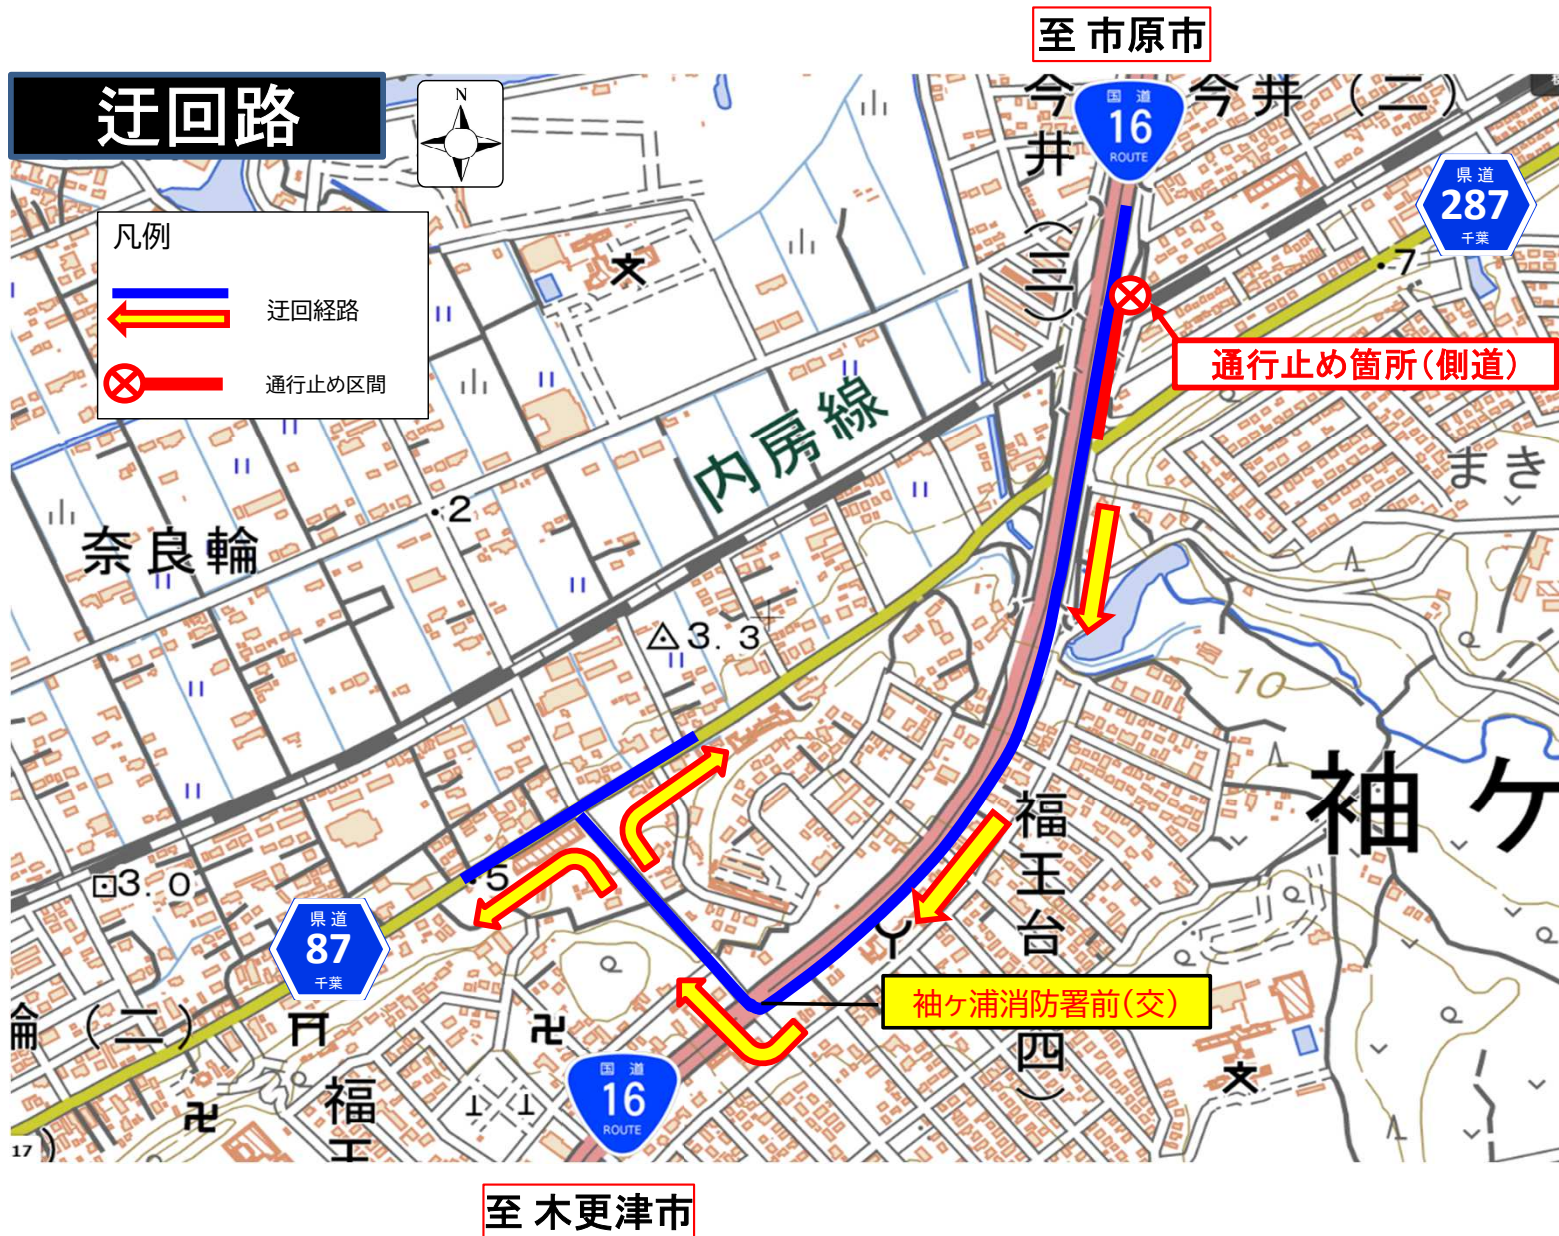 至 市原市
迂回路
N
今井(三)
国道
16
ROUTE
今井(二)
県道
287
千葉
凡例
迂回経路
通行止め区間
・7
通行止め箇所(側道)
内房線
まき
・2
奈良輪
3.3
10
袖ケ
福王台(四)
3.0
・5
県道
87
千葉
袖ヶ浦消防署前(交)
輪(二)
国道
16
ROUTE
福王
17
至 木更津市